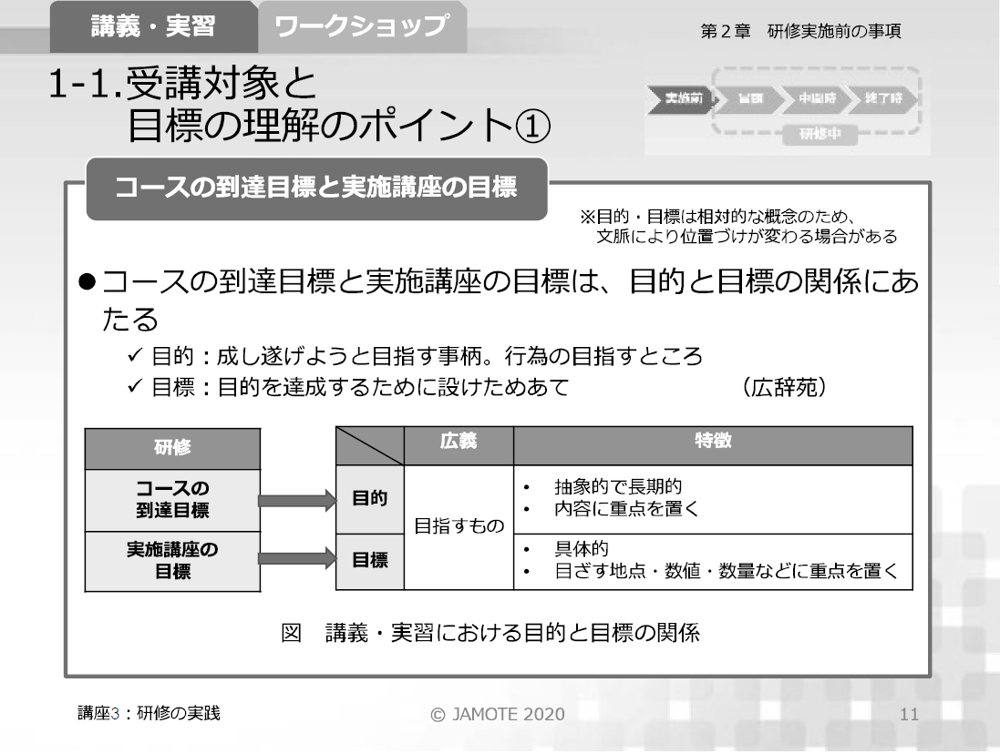 講義・実習
ワークショップ
第２章　研修実施前の事項
1-1.受講対象と
目標の理解のポイント①
実施前
冒頭
中間時
終了時
研修中
コースの到達目標と実施講座の目標
※目的・目標は相対的な概念のため、
文脈により位置づけが変わる場合がある
●コースの到達目標と実施講座の目標は、目的と目標の関係にあ
たる
✓ 目的：成し遂げようと目指す事柄。行為の目指すところ
✓ 目標：目的を達成するために設けためあて　（広辞苑）
研修
コースの
到達目標
実施講座の
目標
広義
特徴
目的
目指すもの
• 抽象的で長期的
• 内容に重点を置く
目標
• 具体的
• 目ざす地点・数値・数量などに重点を置く
図　講義・実習における目的と目標の関係
講座3：研修の実践
© JAMOTE 2020
11